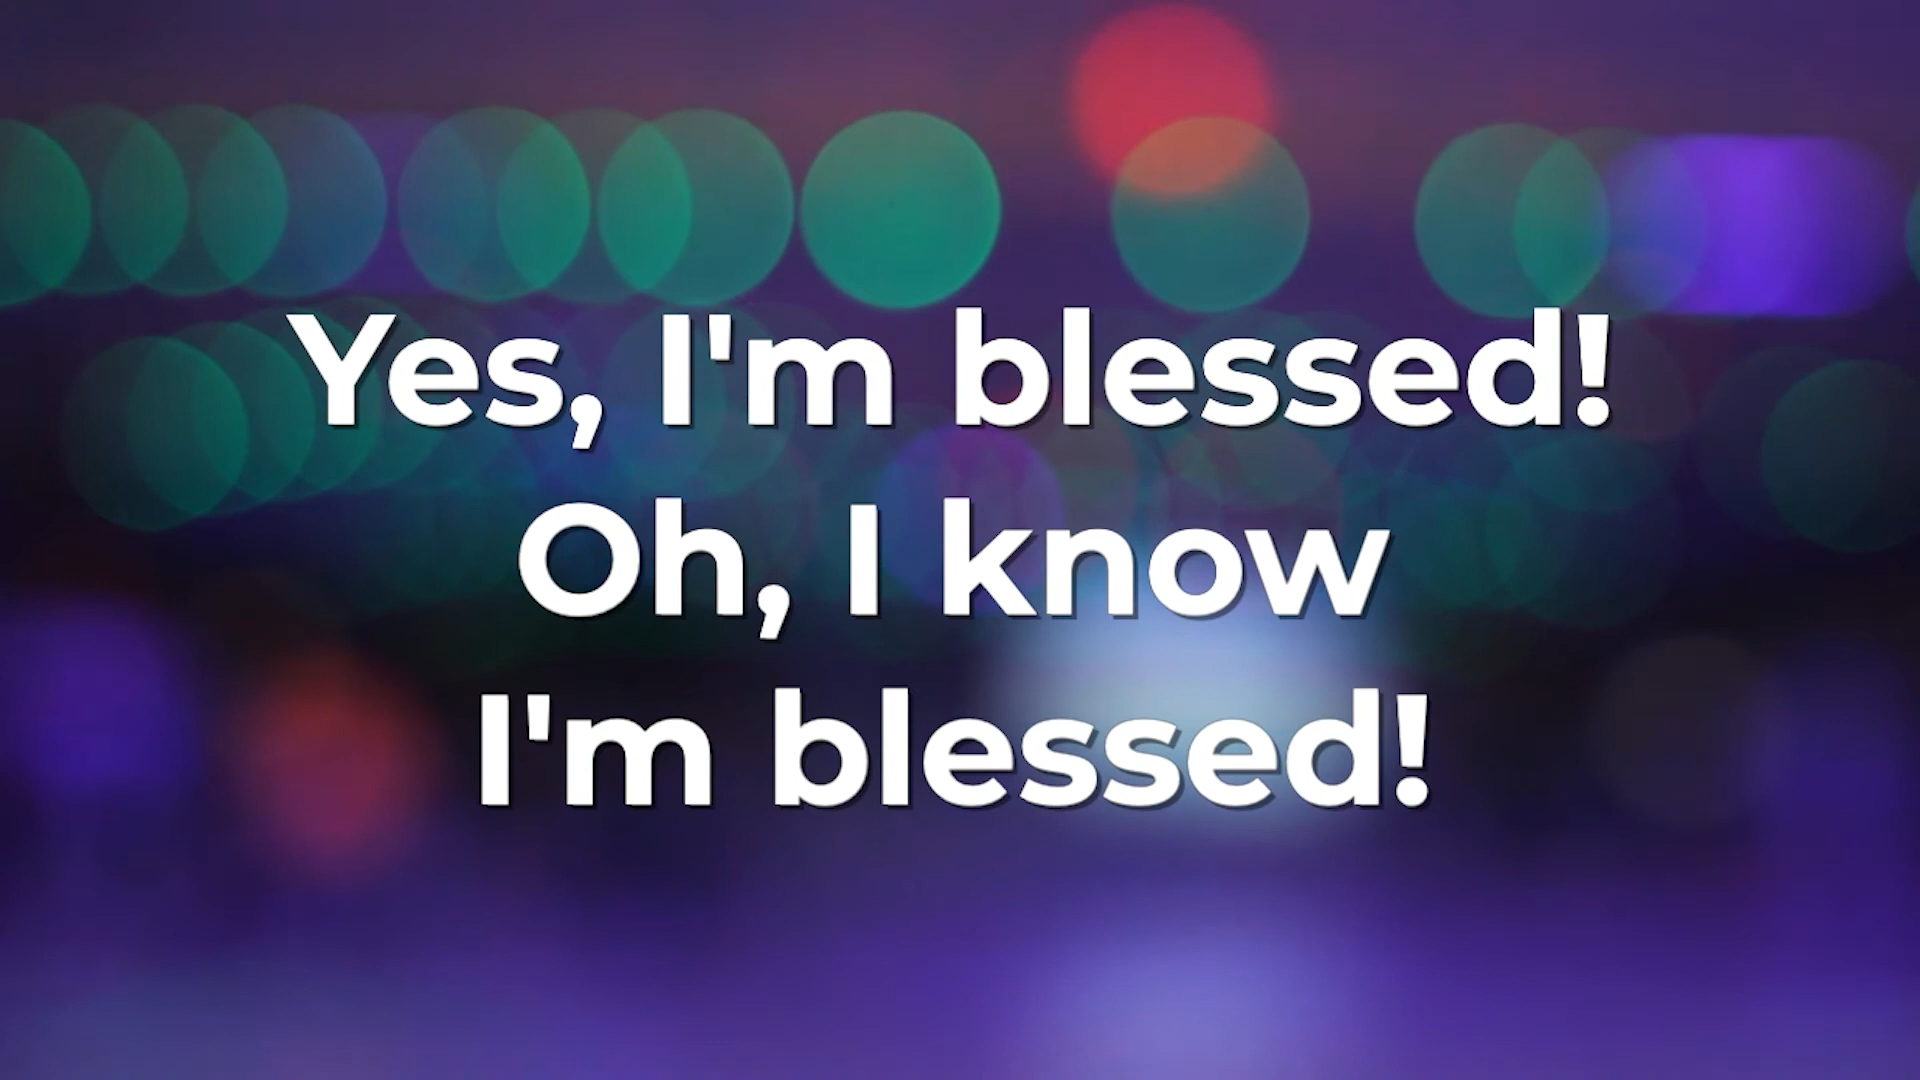 Yes, I'm blessed!
Oh, I know
I'm blessed!